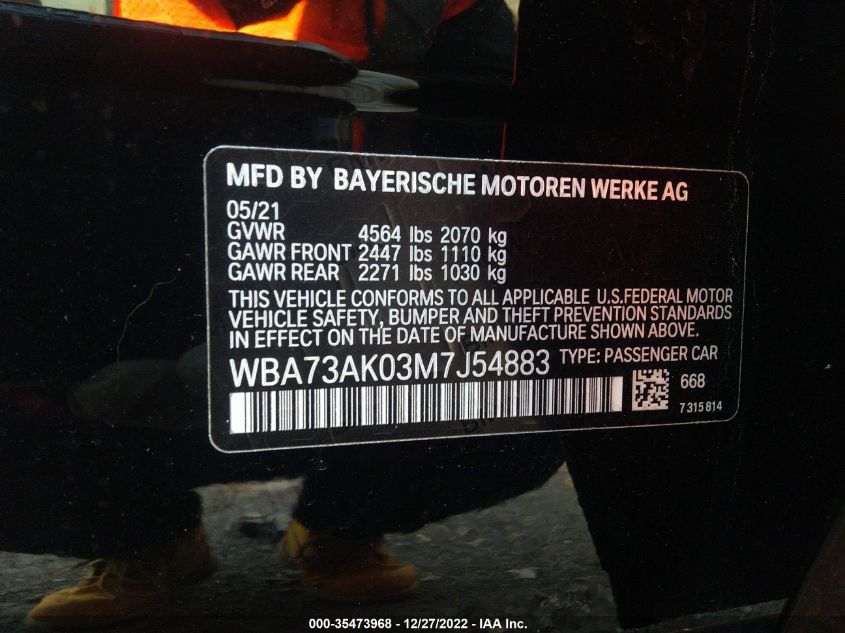 MFD BY BAYERISCHE MOTOREN WERKE AG
05/21
GVWR 4564 lbs 2070 kg
GAWR FRONT 2447 lbs 1110 kg
GAWR REAR 2271 lbs 1030 kg
THIS VEHICLE CONFORMS TO ALL APPLICABLE U.S.FEDERAL MOTOR
VEHICLE SAFETY, BUMPER AND THEFT PREVENTION STANDARDS
IN EFFECT ON THE DATE OF MANUFACTURE SHOWN ABOVE.
WBA73AK03M7J54883 TYPE: PASSENGER CAR
668
7 315 814
000-35473968 - 12/27/2022 - IAA Inc.